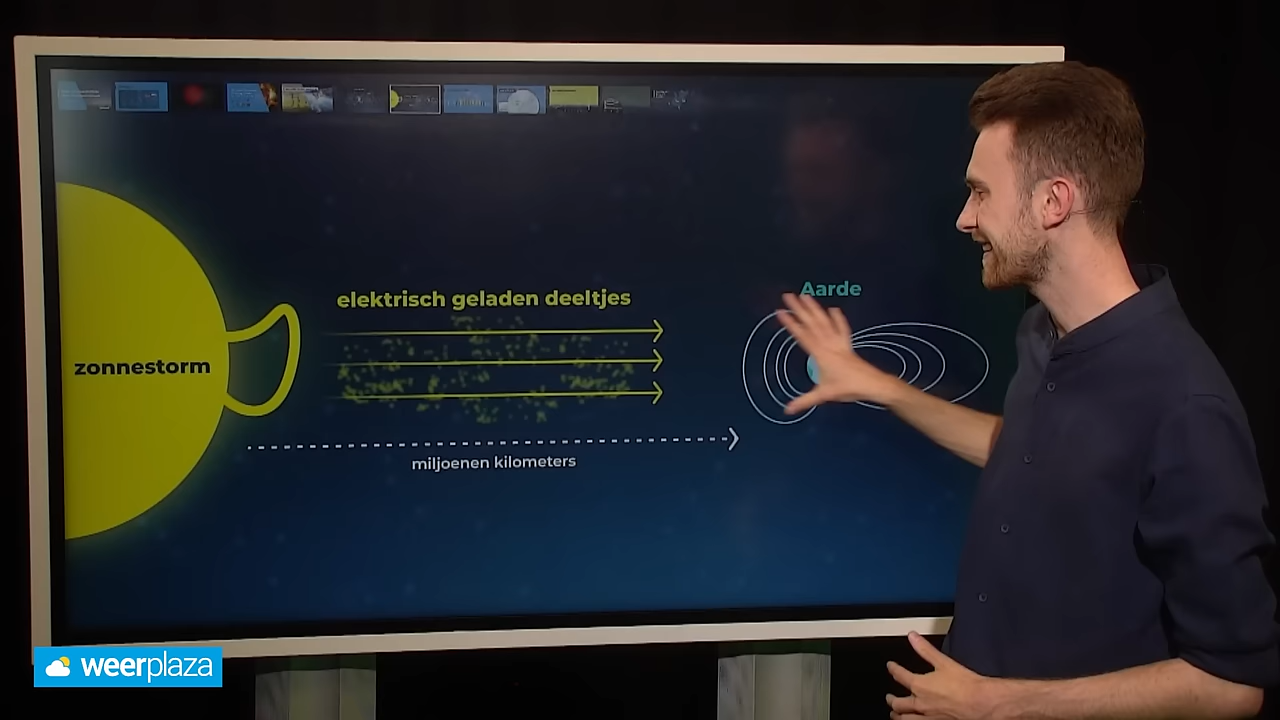 elektrisch geladen deeltjes
Aarde
zonnestorm
miljoenen kilometers
weerplaza